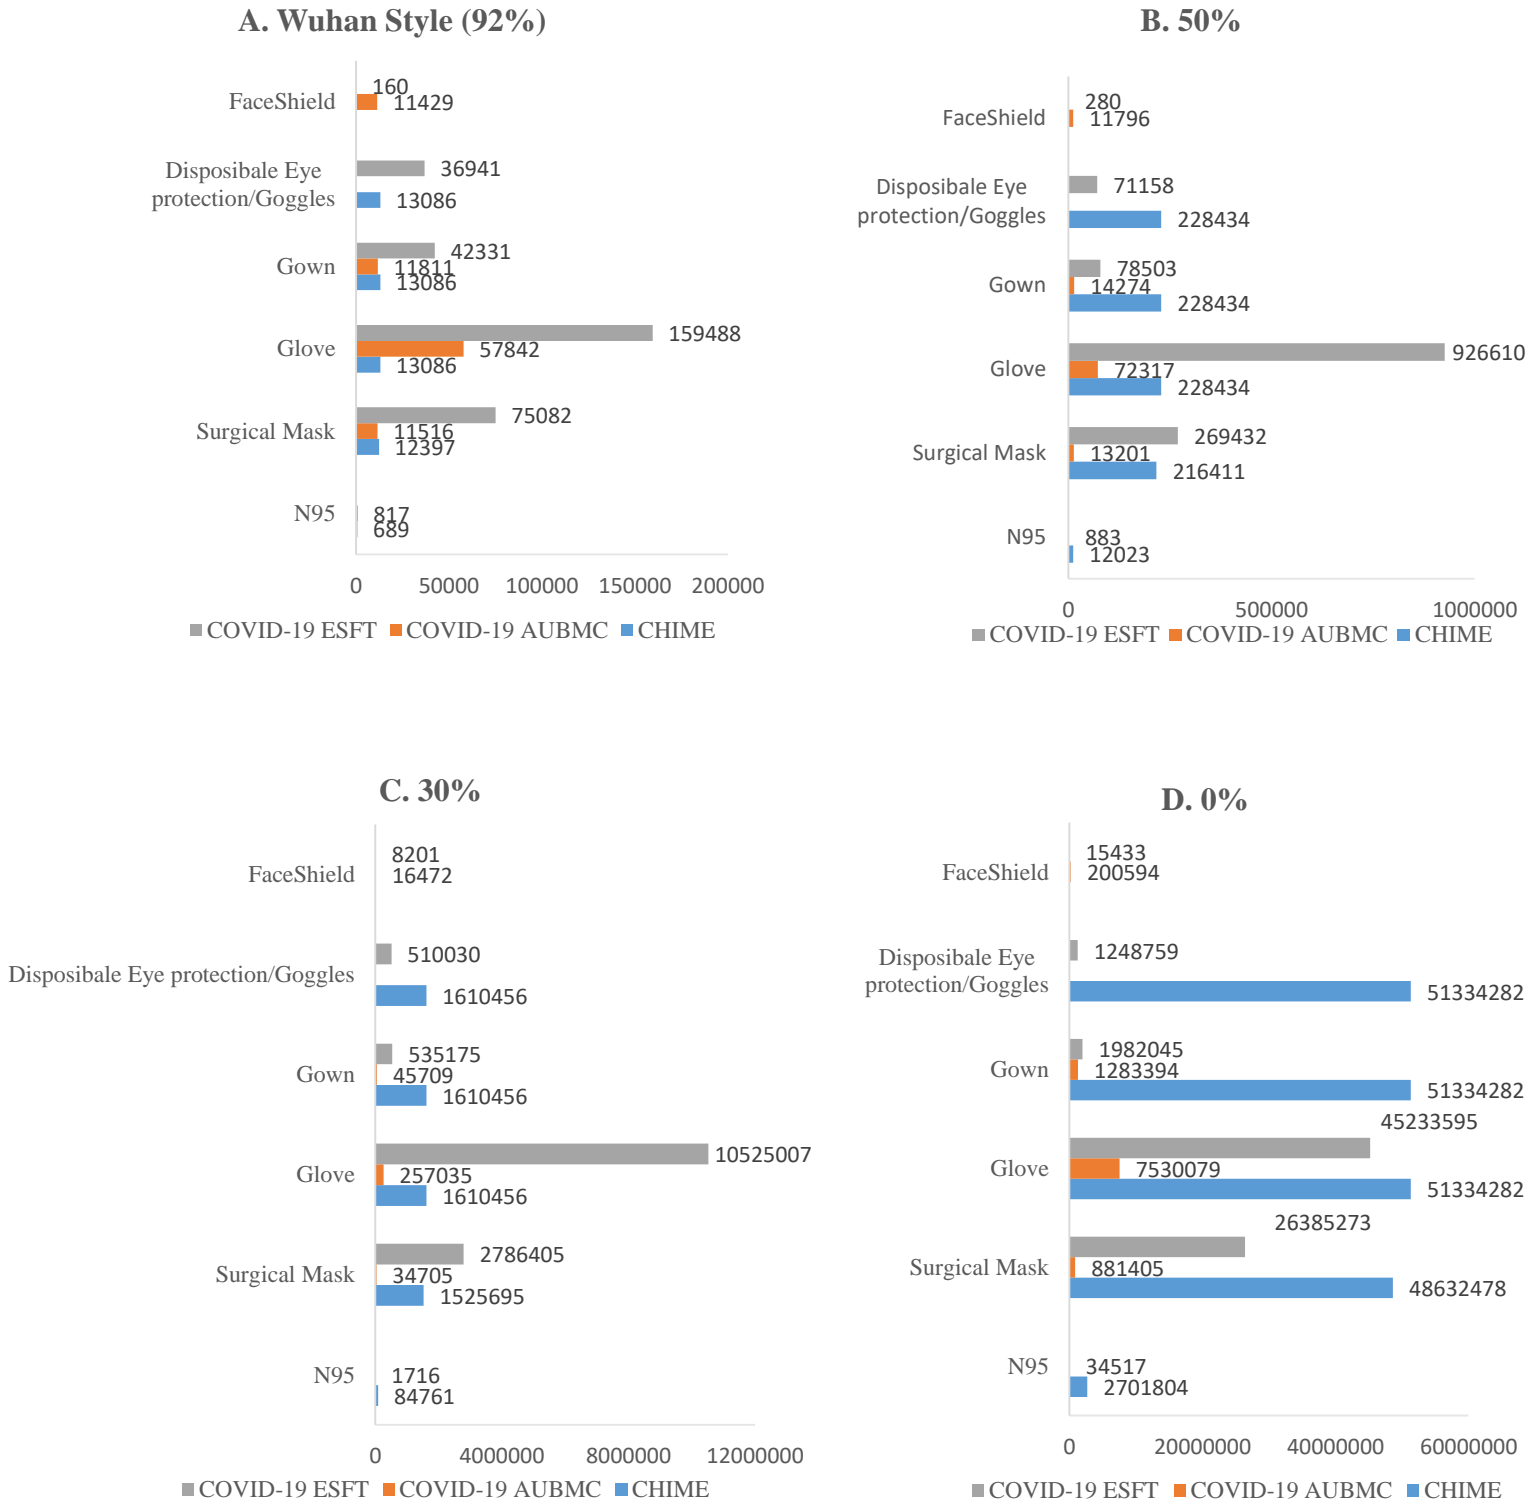 A. Wuhan Style (92%)
FaceShield
160
11429
Disposibale Eye
protection/Goggles
36941
13086
Gown
42331
11811
13086
Glove
159488
57842
13086
Surgical Mask
75082
11516
12397
N95
817
689
0 50000 100000 150000 200000
COVID-19 ESFT COVID-19 AUBMC CHIME
B. 50%
FaceShield
280
11796
Disposibale Eye
protection/Goggles
71158
228434
Gown
78503
14274
228434
Glove
926610
72317
228434
Surgical Mask
269432
13201
216411
N95
883
12023
0 500000 1000000
COVID-19 ESFT COVID-19 AUBMC CHIME
C. 30%
FaceShield
8201
16472
Disposibale Eye protection/Goggles
510030
1610456
Gown
535175
45709
1610456
Glove
10525007
257035
1610456
Surgical Mask
2786405
34705
1525695
N95
1716
84761
0 4000000 8000000 12000000
COVID-19 ESFT COVID-19 AUBMC CHIME
D. 0%
FaceShield
15433
200594
Disposibale Eye
protection/Goggles
1248759
51334282
Gown
1982045
1283394
51334282
Glove
45233595
7530079
51334282
Surgical Mask
26385273
881405
48632478
N95
34517
2701804
0 20000000 40000000 60000000
COVID-19 ESFT COVID-19 AUBMC CHIME